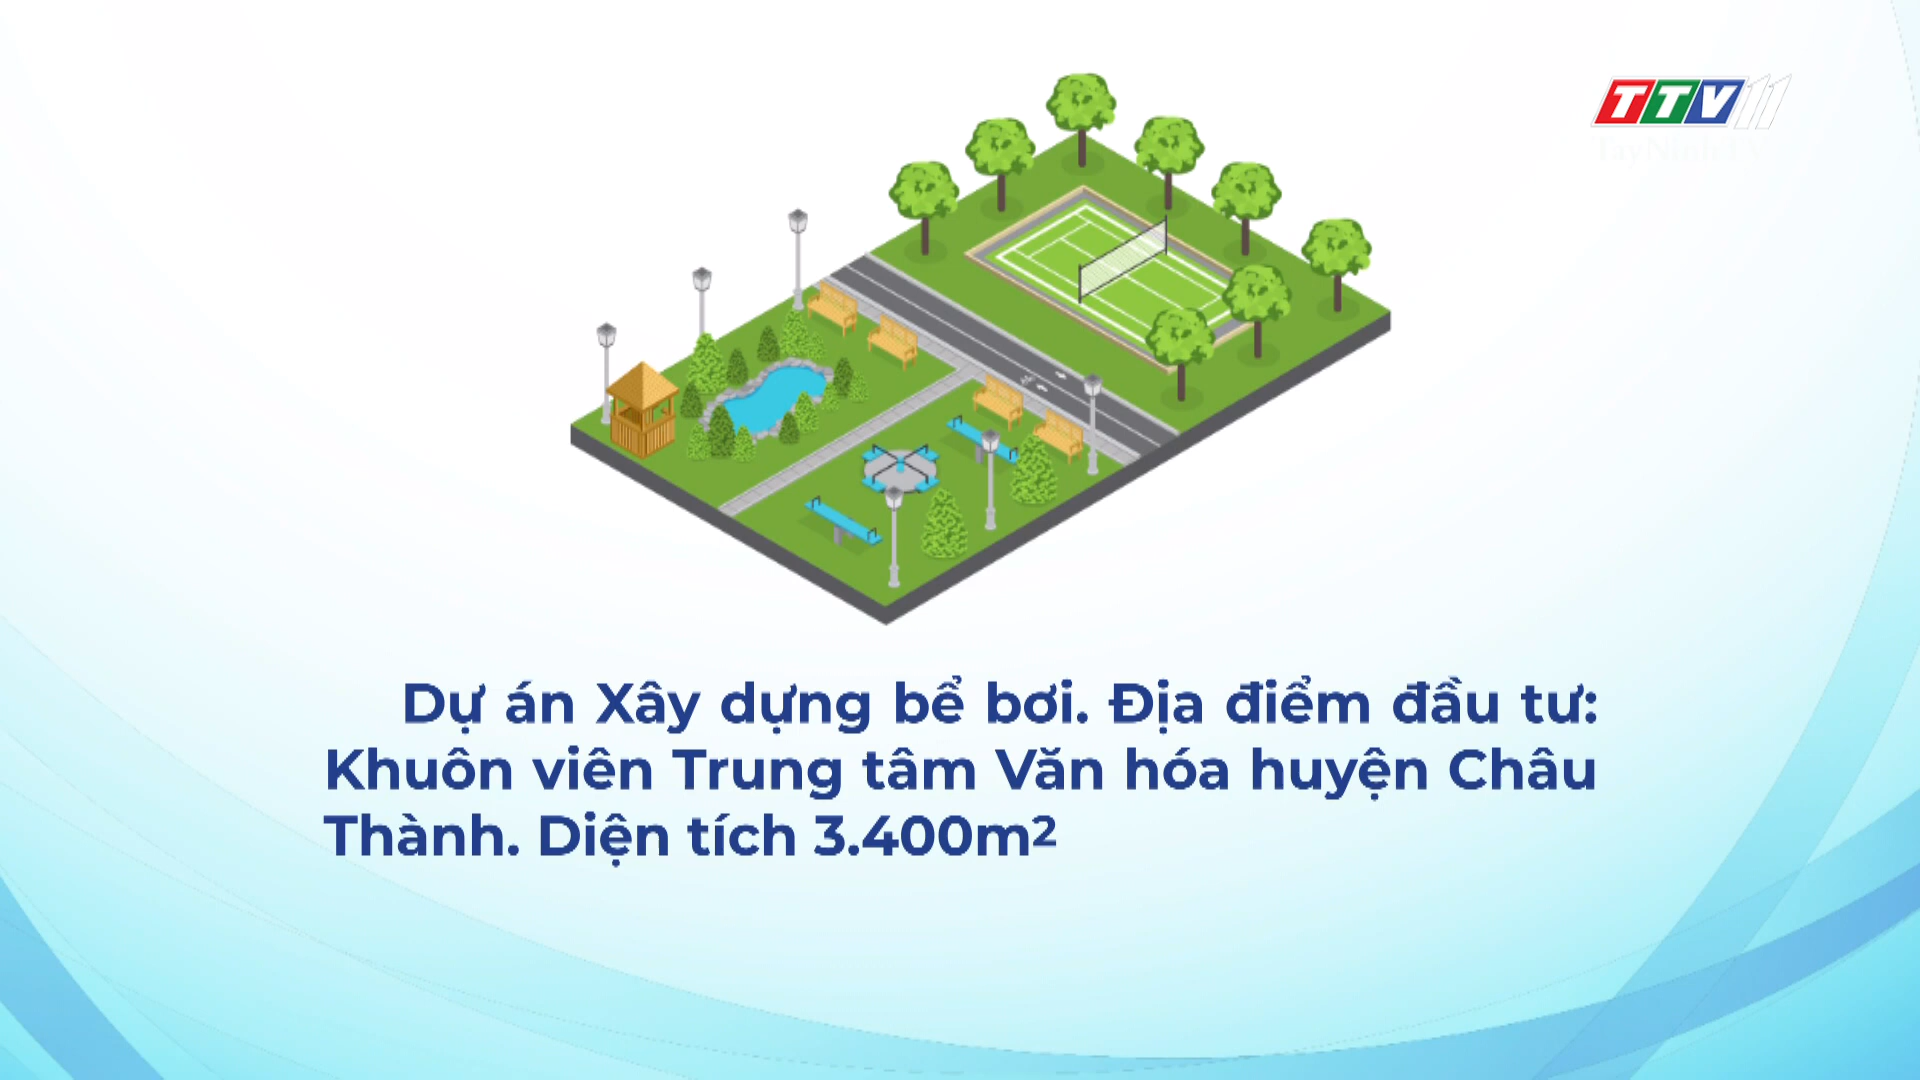 TTV11
TayNinhTV
Dự án Xây dựng bể bơi. Địa điểm đầu tư:
Khuôn viên Trung tâm Văn hóa huyện Châu
Thành. Diện tích 3.400m2